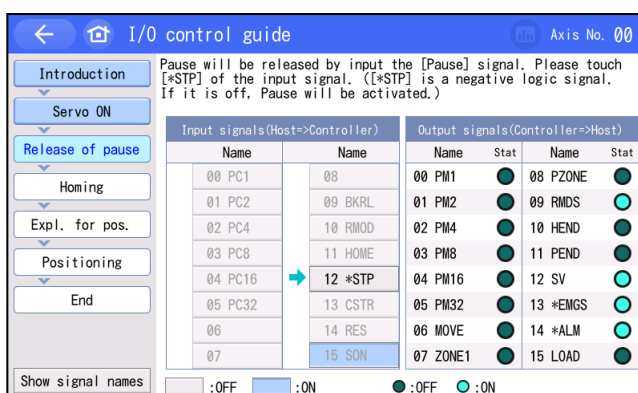 I/O control guide
Axis No. 00
Introduction
Servo ON
Release of pause
Homing
Expl. for pos.
Positioning
End
Show signal names
Pause will be released by input the [Pause] signal. Please touch
[*STP] of the input signal. ([*STP] is a negative logic signal.
If it is off, Pause will be activated.)
Input signals(Host=>Controller)
Name Name
00 PC1 08
01 PC2 09 BKRL
02 PC4 10 RMOD
03 PC8 11 HOME
04 PC16 12 *STP
05 PC32 13 CSTR
06 14 RES
07 15 SON
:OFF :ON
Output signals(Controller=>Host)
Name Stat Name Stat
00 PM1 08 PZONE
01 PM2 09 RMDS
02 PM4 10 HEND
03 PM8 11 PEND
04 PM16 12 SV
05 PM32 13 *EMGS
06 MOVE 14 *ALM
07 ZONE1 15 LOAD
:OFF :ON